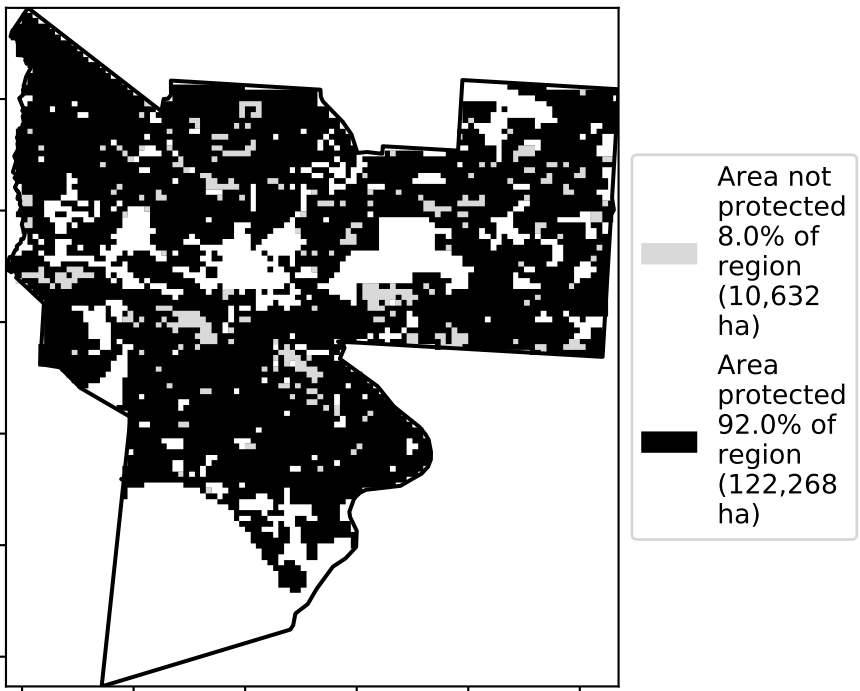 Area not
protected
8.0% of
region
(10,632
ha)
Area
protected
92.0% of
region
(122,268
ha)